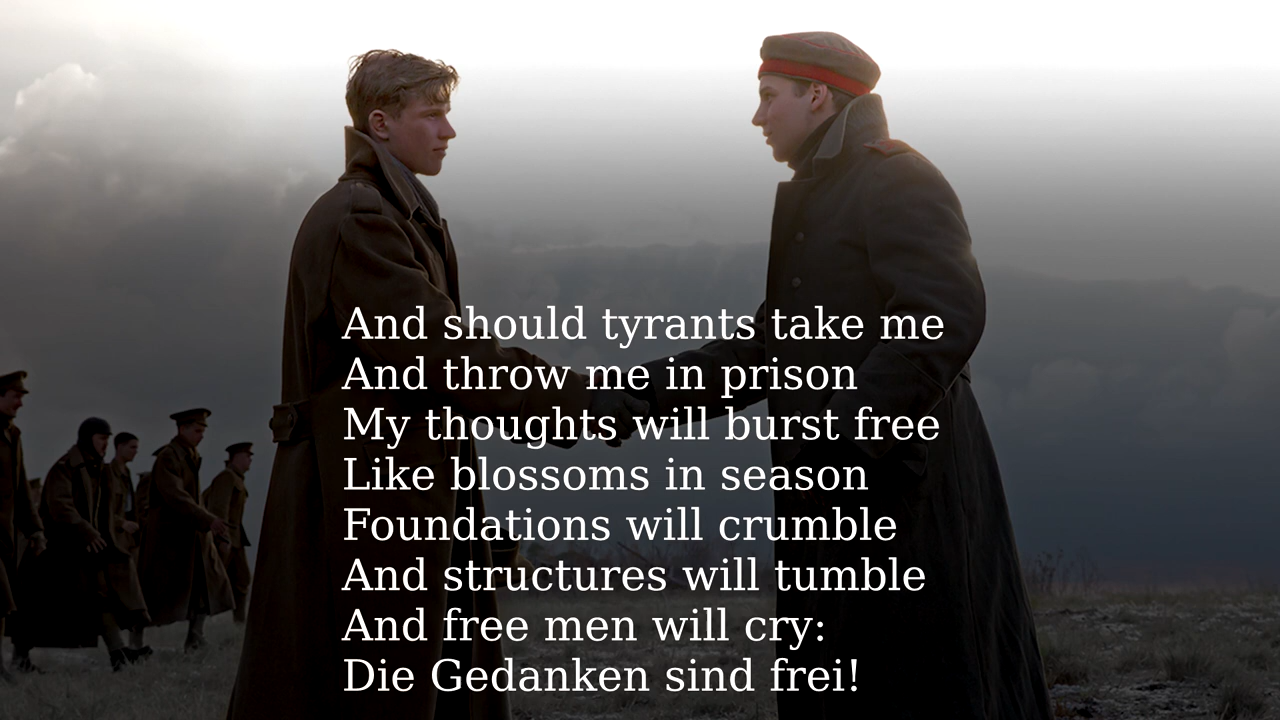 And should tyrants take me
And throw me in prison
My thoughts will burst free
Like blossoms in season
Foundations will crumble
And structures will tumble
And free men will cry:
Die Gedanken sind frei!